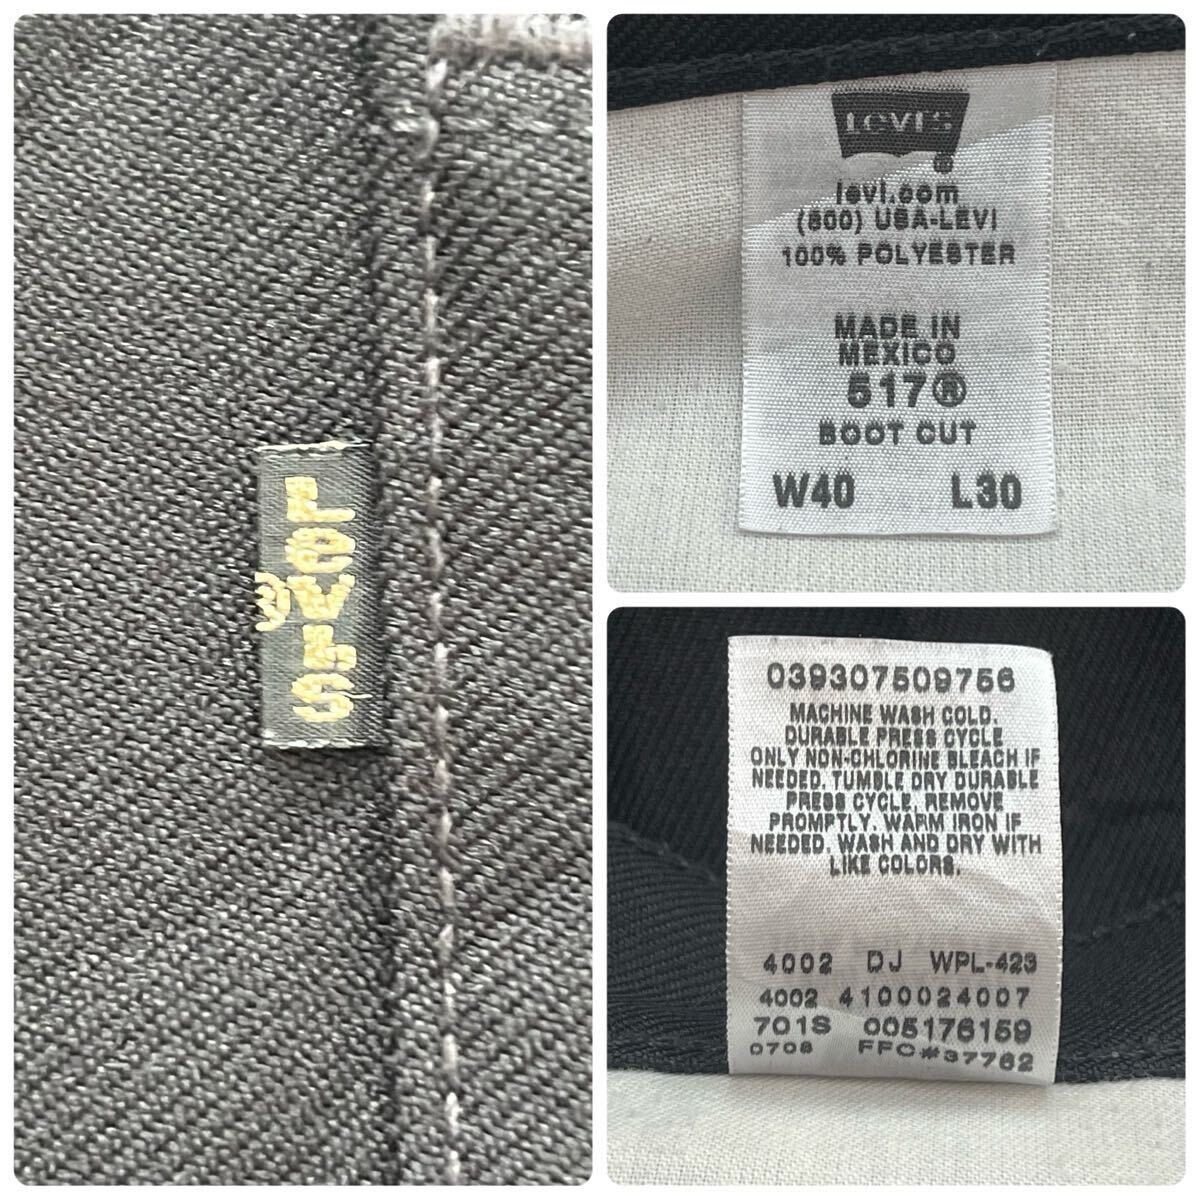 LEVI'S
®
LEVI'S
®
levi.com
(800) USA-LEVI
100% POLYESTER
MADE IN
MEXICO
517®
BOOT CUT
W40 L30
039307509756
MACHINE WASH COLD.
DURABLE PRESS CYCLE
ONLY NON-CHLORINE BLEACH IF
NEEDED. TUMBLE DRY DURABLE
PRESS CYCLE. REMOVE
PROMPTLY. WARM IRON IF
NEEDED. WASH AND DRY WITH
LIKE COLORS.
4002 DJ WPL-423
4002 4100024007
701S 005176159
0708 FFC#37762